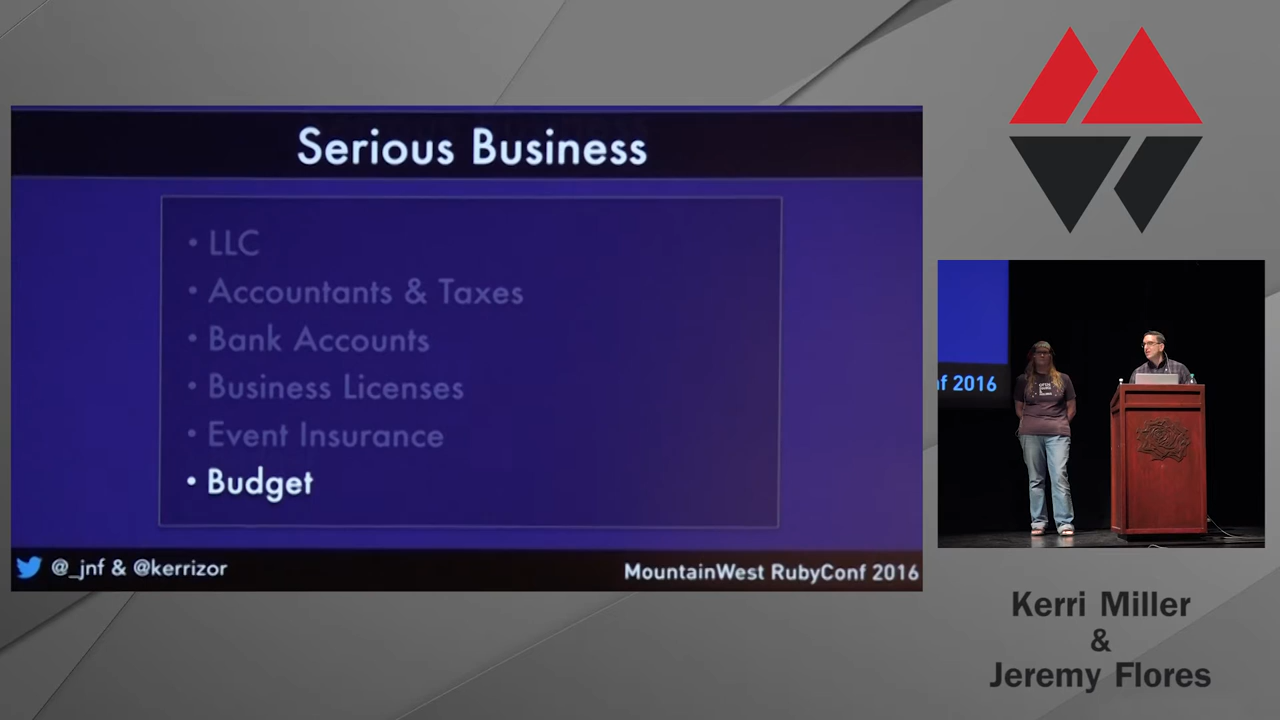 Serious Business
• LLC
• Accountants & Taxes
• Bank Accounts
• Business Licenses
• Event Insurance
• Budget
@_jnf & @kerrizor
MountainWest RubyConf 2016
nf 2016
Kerri Miller
&
Jeremy Flores